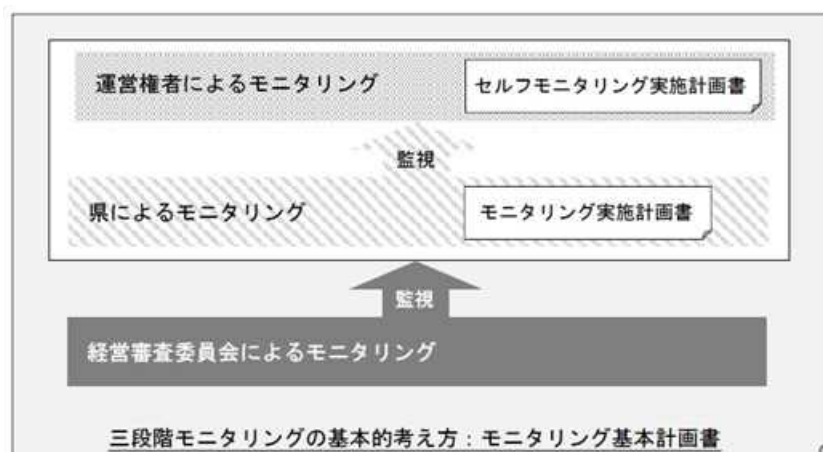 運営権者によるモニタリング
セルフモニタリング実施計画書
監視
県によるモニタリング
モニタリング実施計画書
監視
経営審査委員会によるモニタリング
三段階モニタリングの基本的考え方：モニタリング基本計画書